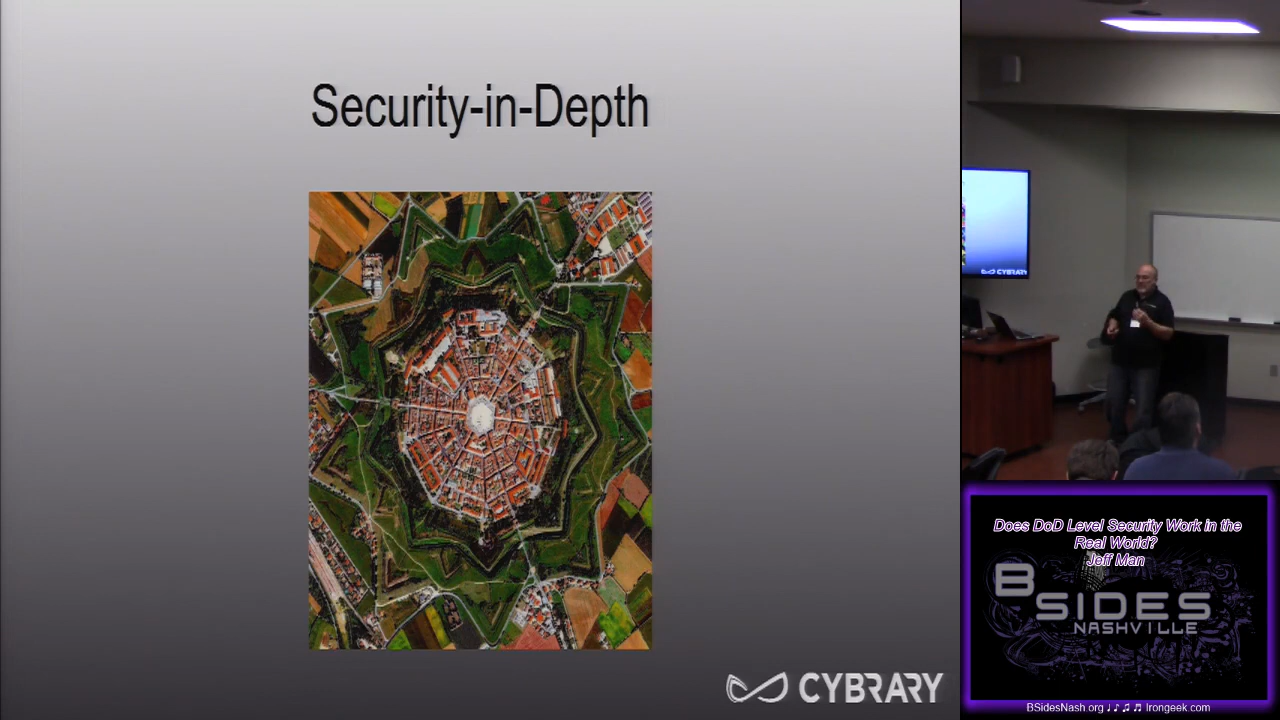 Security-in-Depth
CYBRARY
CYBRARY
Does DoD Level Security Work in the
Real World?
Jeff Man
BSIDES
NASHVILLE
BSidesNash.org ♩ ♪ ♫ ♬ Irongeek.com